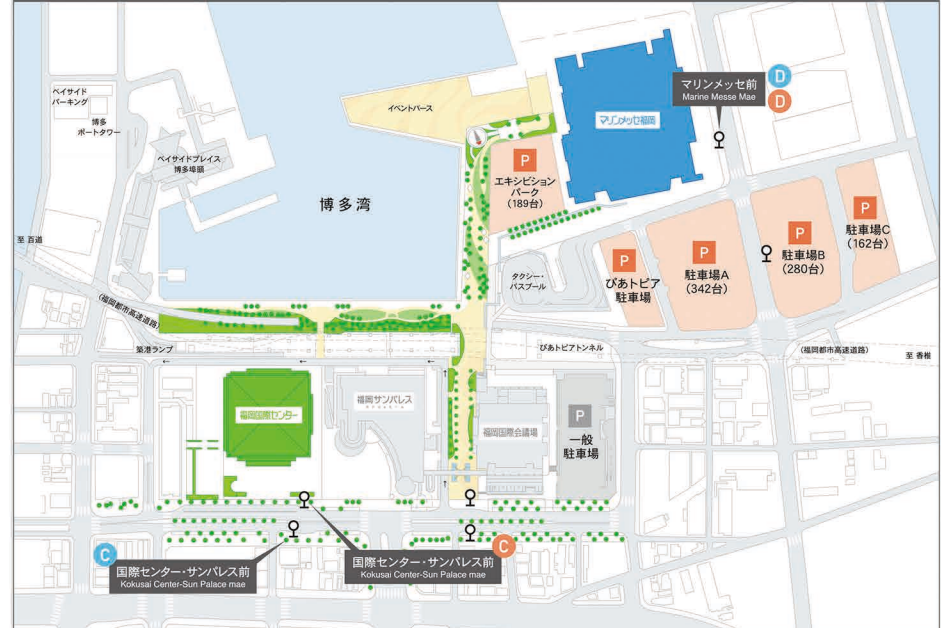 ベイサイド
パーキング
博多
ポートタワー
ベイサイドプレイス
博多埠頭
イベントバース
マリンメッセ福岡
マリンメッセ前
Marine Messe Mae
D
D
P
エキシビション
パーク
(189台)
博多湾
至 百道
P
ぴあトピア
駐車場
P
駐車場A
(342台)
P
駐車場B
(280台)
P
駐車場C
(162台)
タクシー・
バスプール
(福岡都市高速道路)
築港ランプ
←
←
←
ぴあトピアトンネル
(福岡都市高速道路)
至 香椎
↑
福岡国際センター
福岡サンパレス
福岡国際会議場
P
一般
駐車場
↑
C
国際センター・サンパレス前
Kokusai Center-Sun Palace mae
C
国際センター・サンパレス前
Kokusai Center-Sun Palace mae